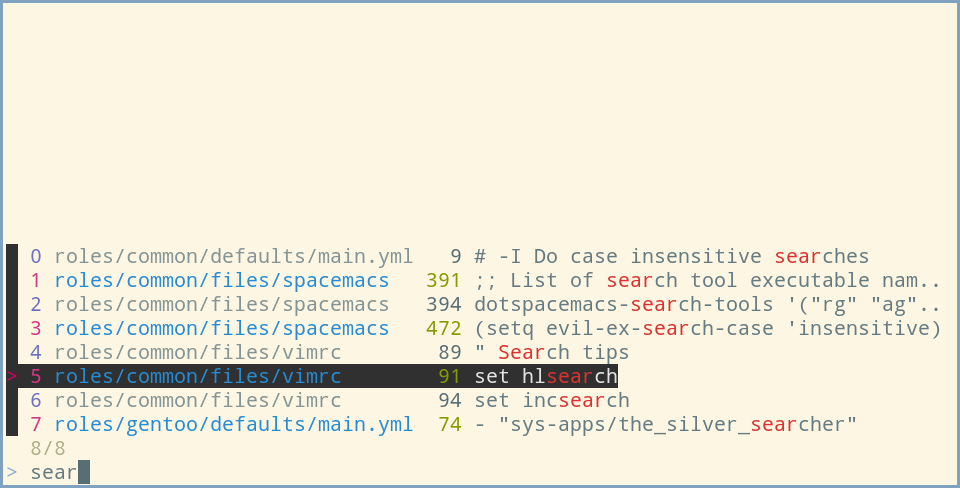 0 roles/common/defaults/main.yml 9 # -I Do case insensitive searches
1 roles/common/files/spacemacs 391 ;; List of search tool executable nam..
2 roles/common/files/spacemacs 394 dotspacemacs-search-tools '("rg" "ag"..
3 roles/common/files/spacemacs 472 (setq evil-ex-search-case 'insensitive)
4 roles/common/files/vimrc 89 " Search tips
> 5 roles/common/files/vimrc 91 set hlsearch
6 roles/common/files/vimrc 94 set incsearch
7 roles/gentoo/defaults/main.yml 74 - "sys-apps/the_silver_searcher"
8/8
> sear